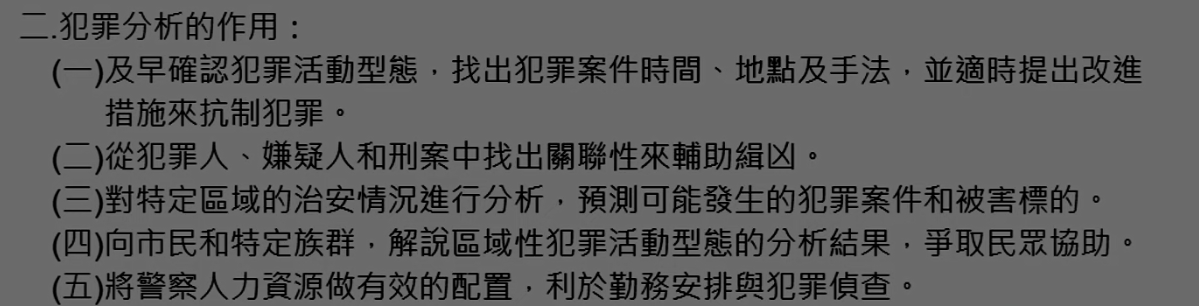 二.犯罪分析的作用：
(一)及早確認犯罪活動型態，找出犯罪案件時間、地點及手法，並適時提出改進
措施來抗制犯罪。
(二)從犯罪人、嫌疑人和刑案中找出關聯性來輔助緝凶。
(三)對特定區域的治安情況進行分析，預測可能發生的犯罪案件和被害標的。
(四)向市民和特定族群，解說區域性犯罪活動型態的分析結果，爭取民眾協助。
(五)將警察人力資源做有效的配置，利於勤務安排與犯罪偵查。